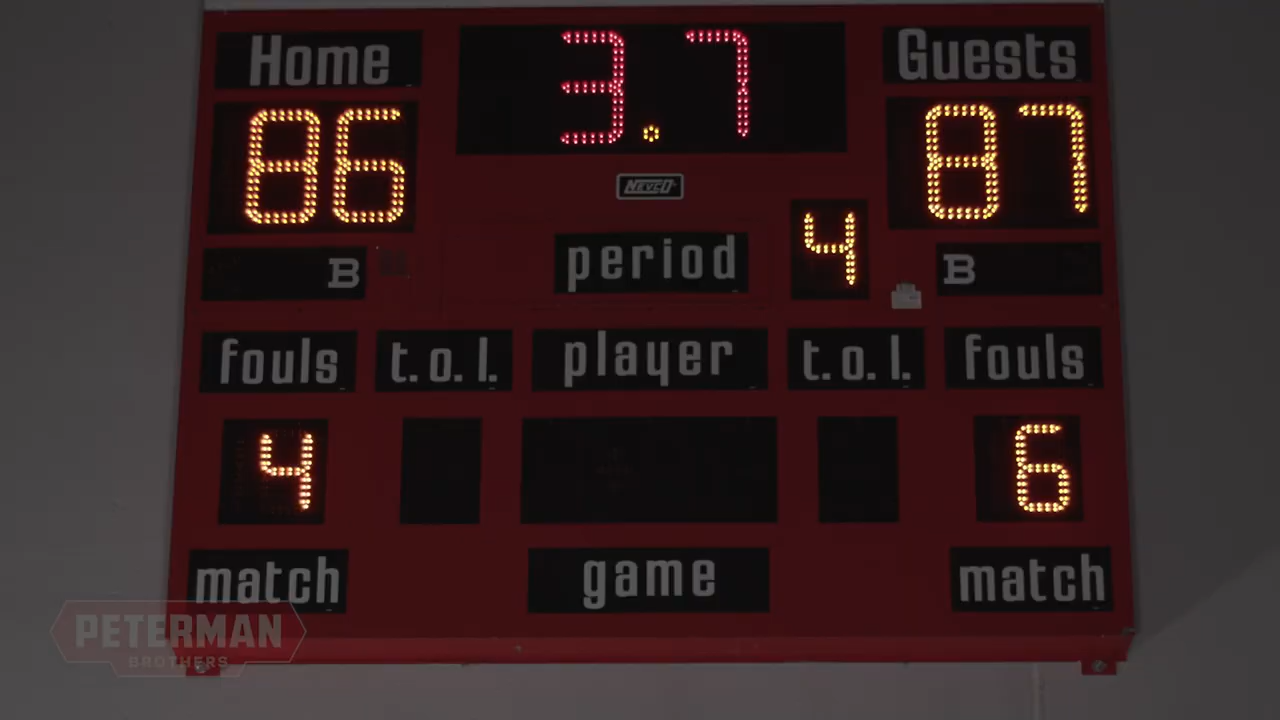 Home 3.7 Guests
86 87
NEVCO
period 4
B B
fouls t.o.l. player t.o.l. fouls
4 6
match game match
PETERMAN
BROTHERS